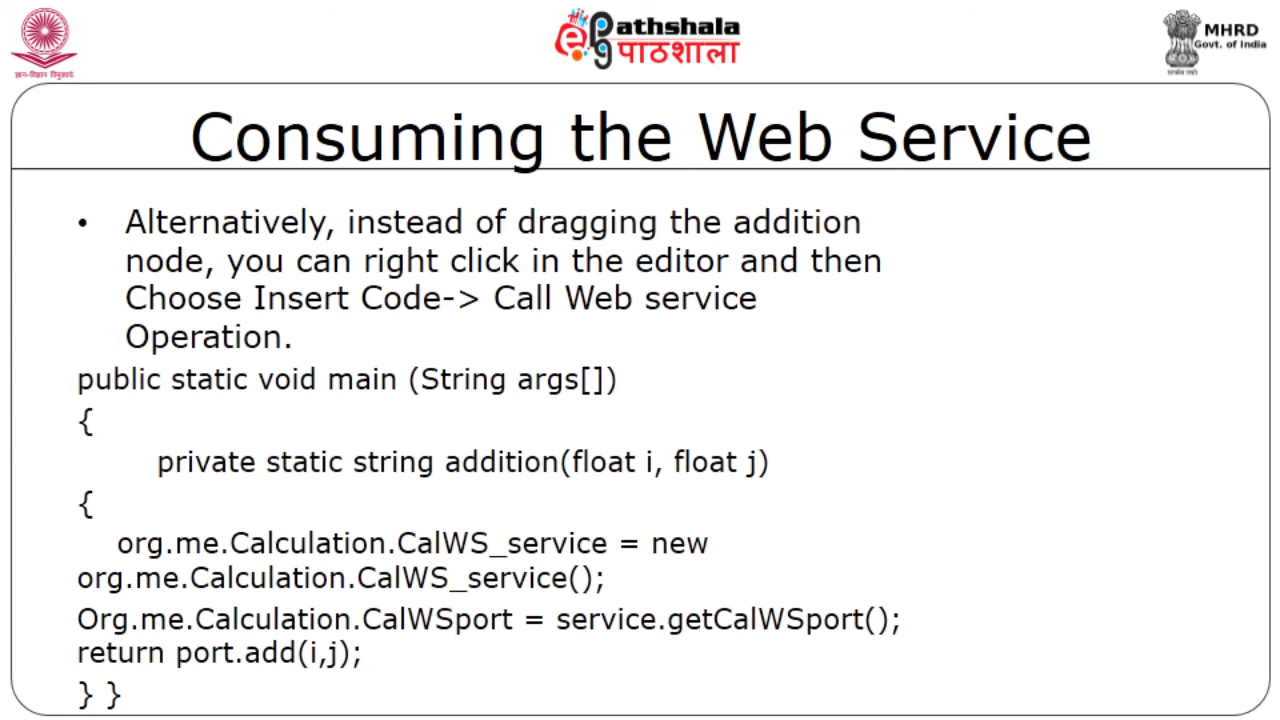 ज्ञान-विज्ञान विमुक्तये
ePG Pathshala
पाठशाला
MHRD
Govt. of India
Consuming the Web Service
• Alternatively, instead of dragging the addition
node, you can right click in the editor and then
Choose Insert Code-> Call Web service
Operation.
public static void main (String args[])
{
private static string addition(float i, float j)
{
org.me.Calculation.CalWS_service = new
org.me.Calculation.CalWS_service();
Org.me.Calculation.CalWSport = service.getCalWSport();
return port.add(i,j);
} }